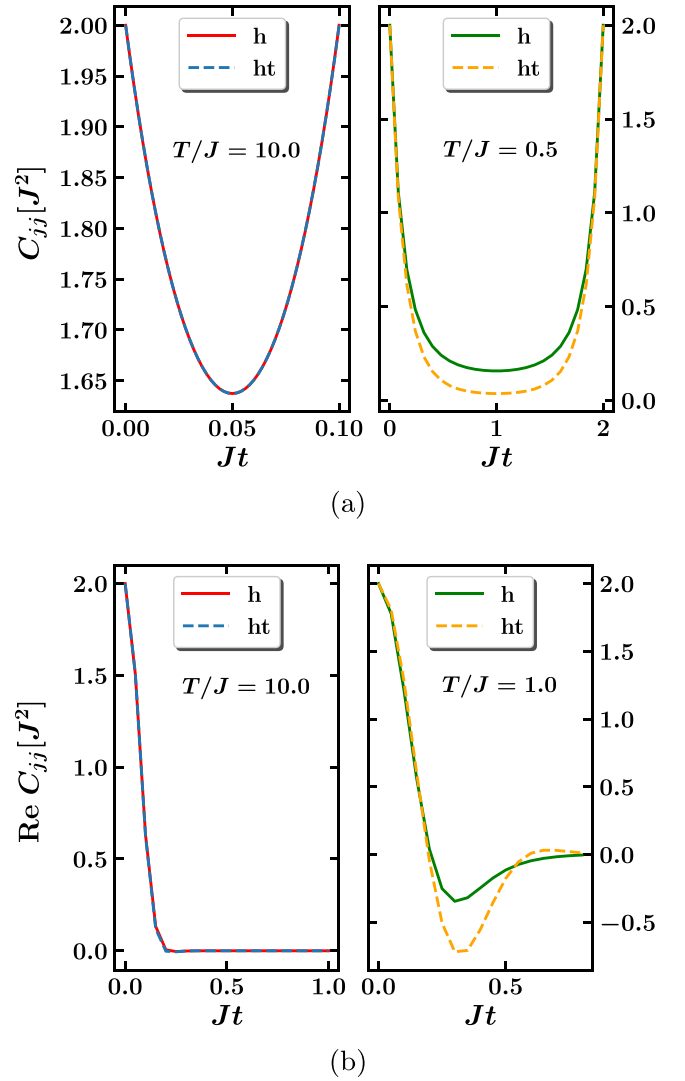 2.00
1.95
1.90
1.85
1.80
1.75
1.70
1.65
C_{jj}[J^2]
h
ht
T/J = 10.0
0.00
0.05
0.10
Jt
h
ht
T/J = 0.5
2.0
1.5
1.0
0.5
0.0
0
1
2
Jt
(a)
2.0
1.5
1.0
0.5
0.0
Re C_{jj}[J^2]
h
ht
T/J = 10.0
0.0
0.5
1.0
Jt
h
ht
T/J = 1.0
2.0
1.5
1.0
0.5
0.0
−0.5
0.0
0.5
Jt
(b)